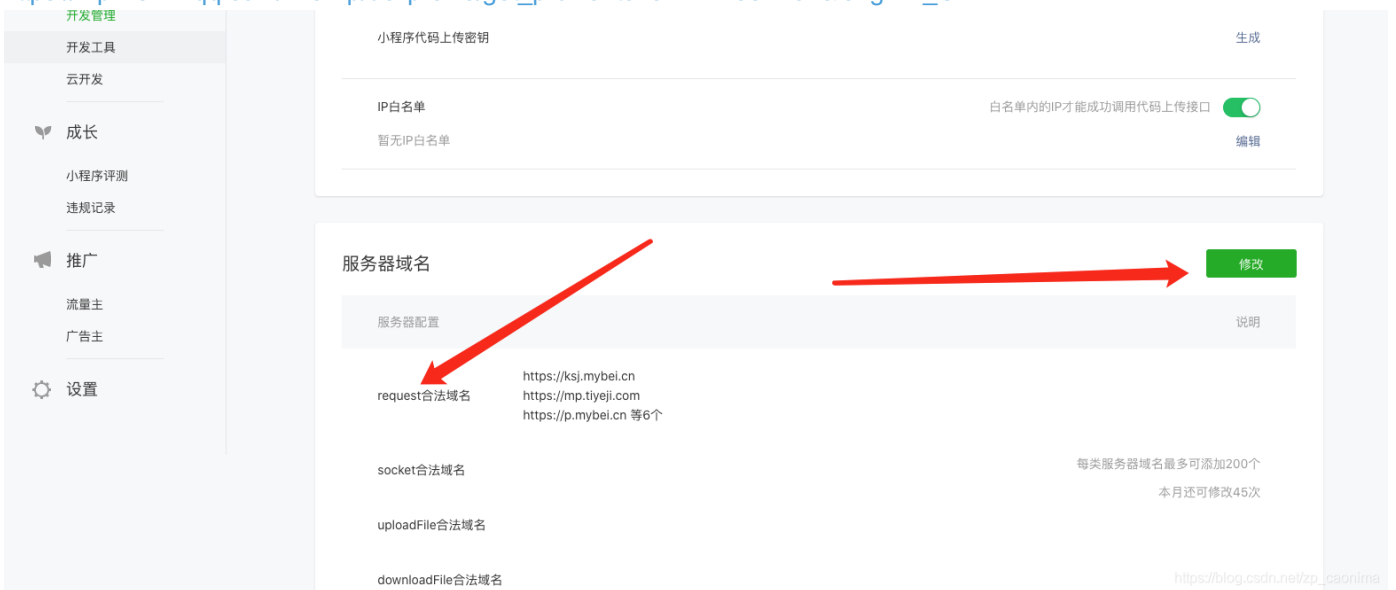 开发管理
开发工具
云开发
成长
小程序评测
违规记录
推广
流量主
广告主
设置
小程序代码上传密钥
生成
IP白名单
白名单内的IP才能成功调用代码上传接口
暂无IP白名单
编辑
服务器域名
修改
服务器配置
说明
request合法域名
https://ksj.mybei.cn
https://mp.tiyeji.com
https://p.mybei.cn 等6个
socket合法域名
每类服务器域名最多可添加200个
本月还可修改45次
uploadFile合法域名
downloadFile合法域名
https://blog.csdn.net/zp_caonima